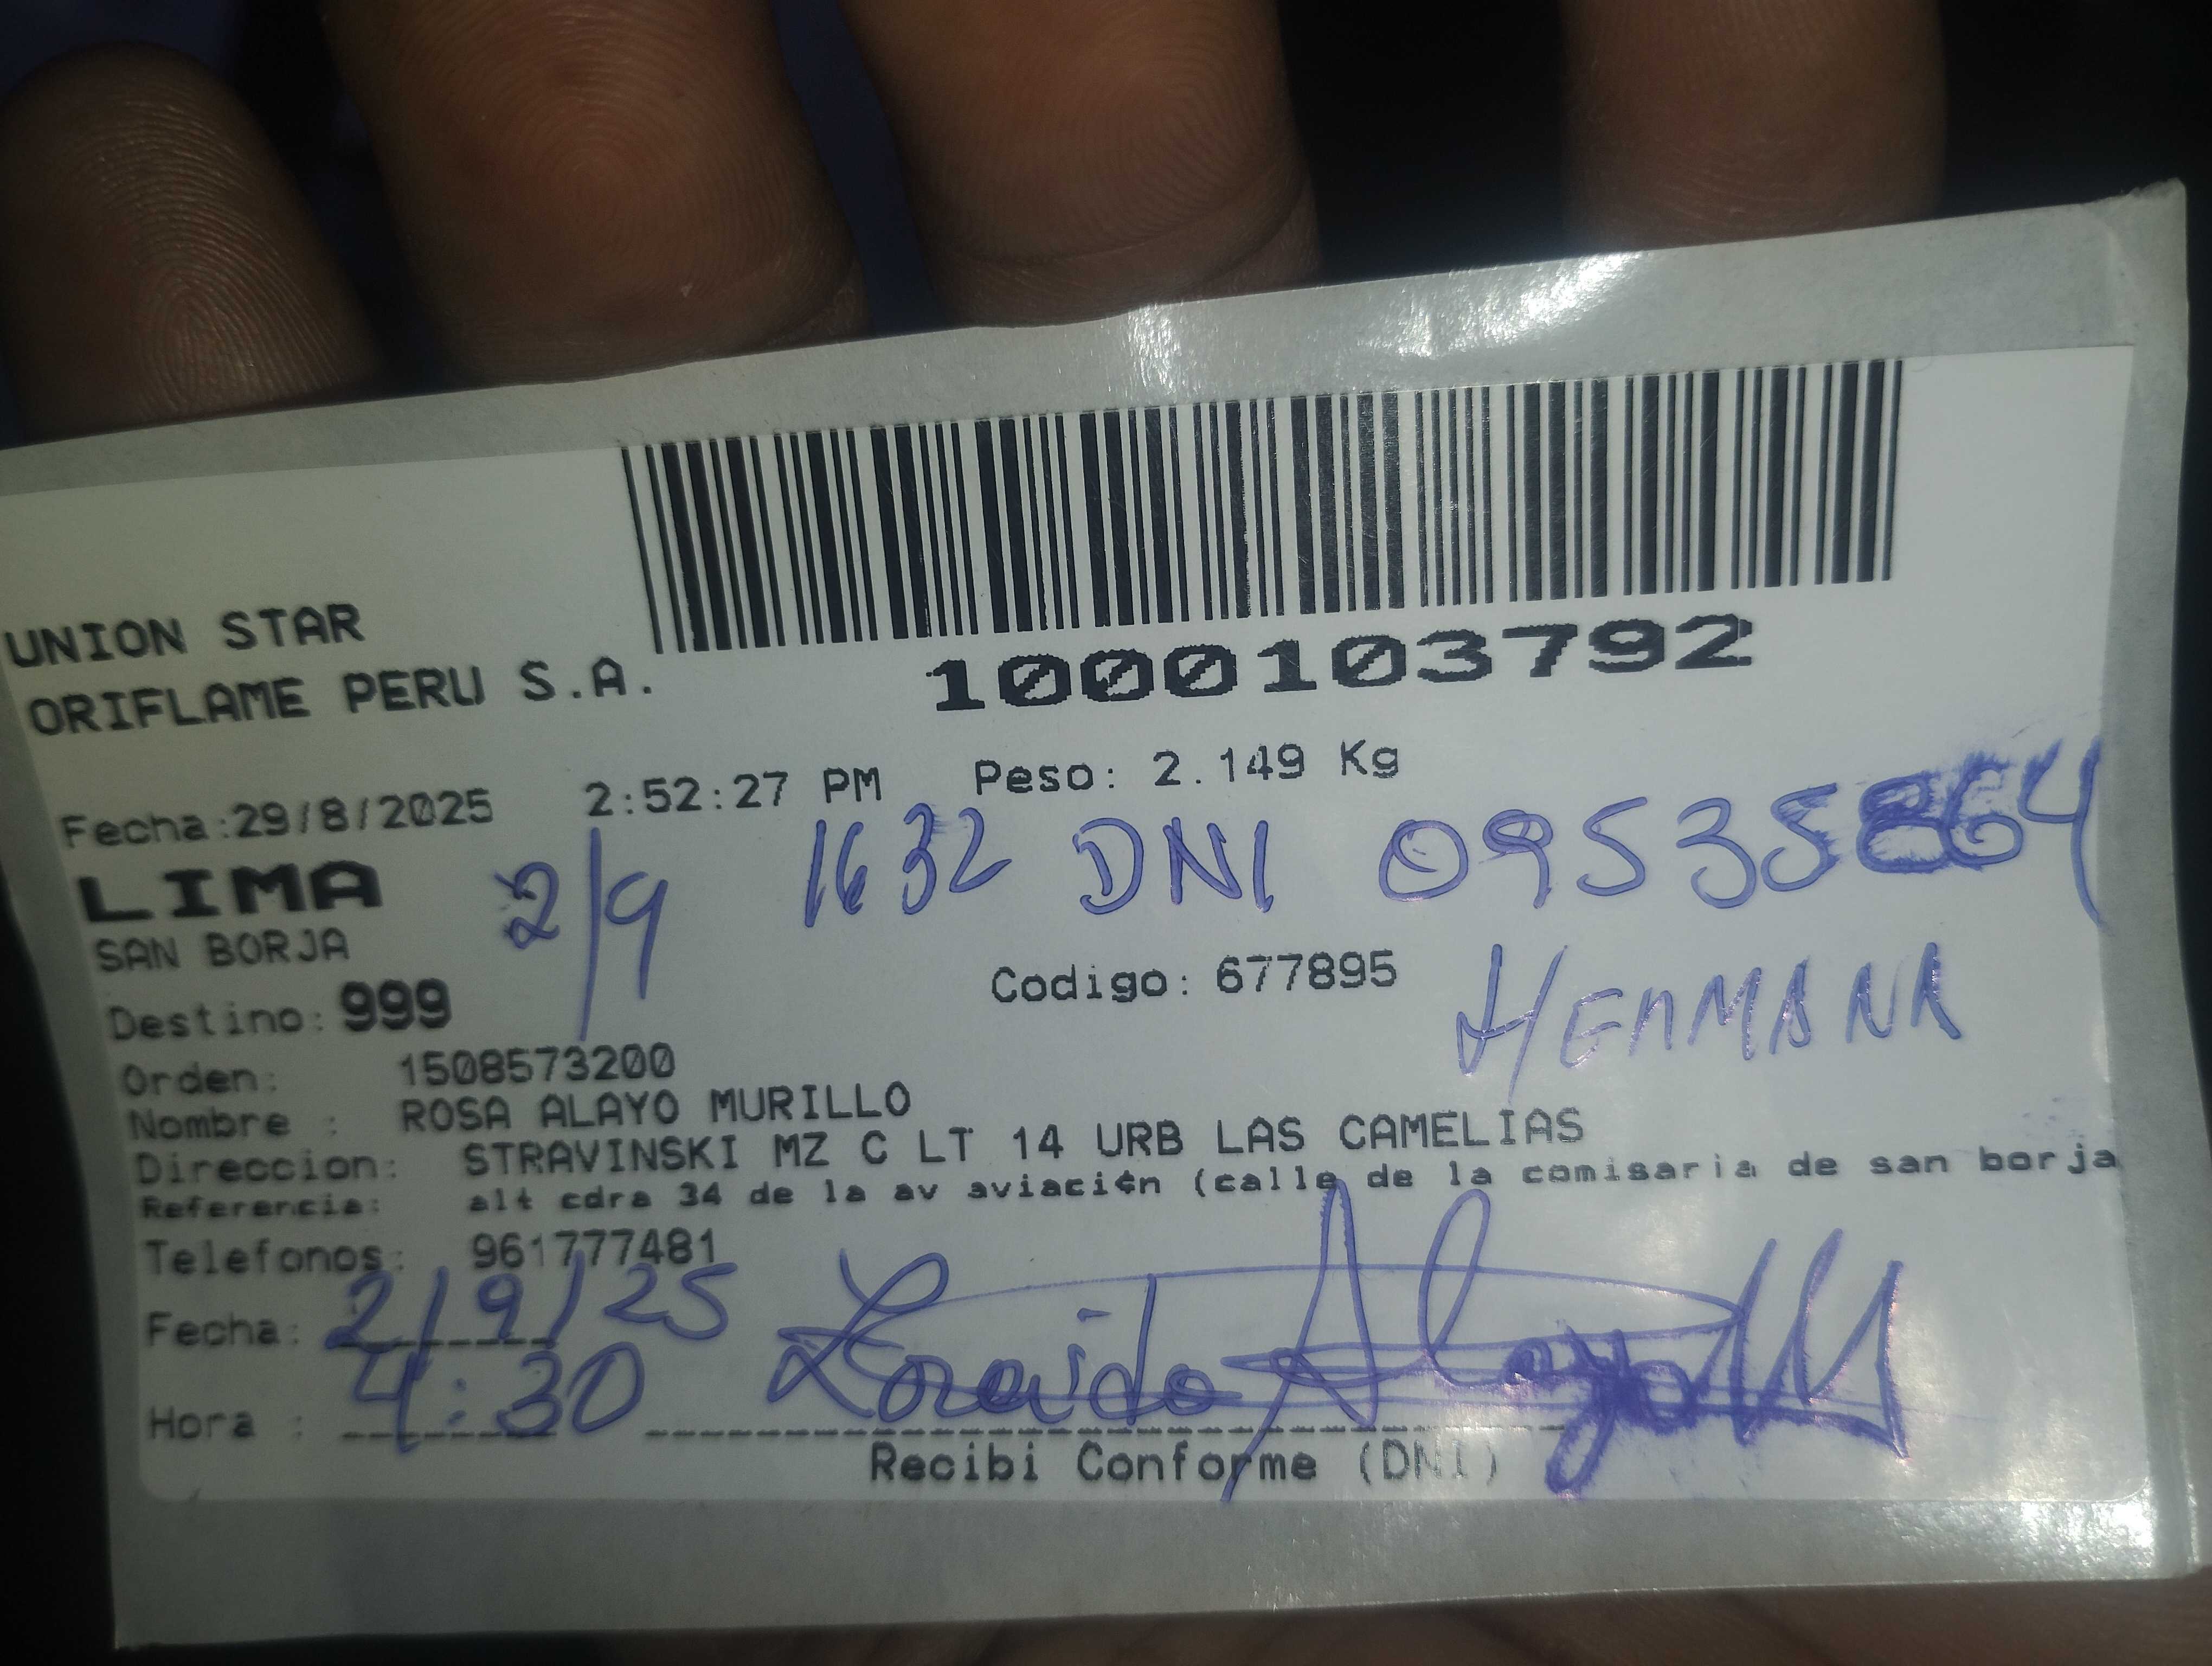 UNION STAR
ORIFLAME PERU S.A.
1000103792
Fecha:29/8/2025 2:52:27 PM Peso: 2.149 Kg
LIMA 2/9 1632 DNI 09535864
SAN BORJA
Destino: 999 Codigo: 677895 HERMANA
Orden: 1508573200
Nombre : ROSA ALAYO MURILLO
Direccion: STRAVINSKI MZ C LT 14 URB LAS CAMELIAS
Referencia: alt cdra 34 de la av aviaci¢n (calle de la comisaria de san borja
Telefonos: 961777481
Fecha: 2/9/25
Hora : 4:30 Zoraida Alayo M
Recibi Conforme (DNI)